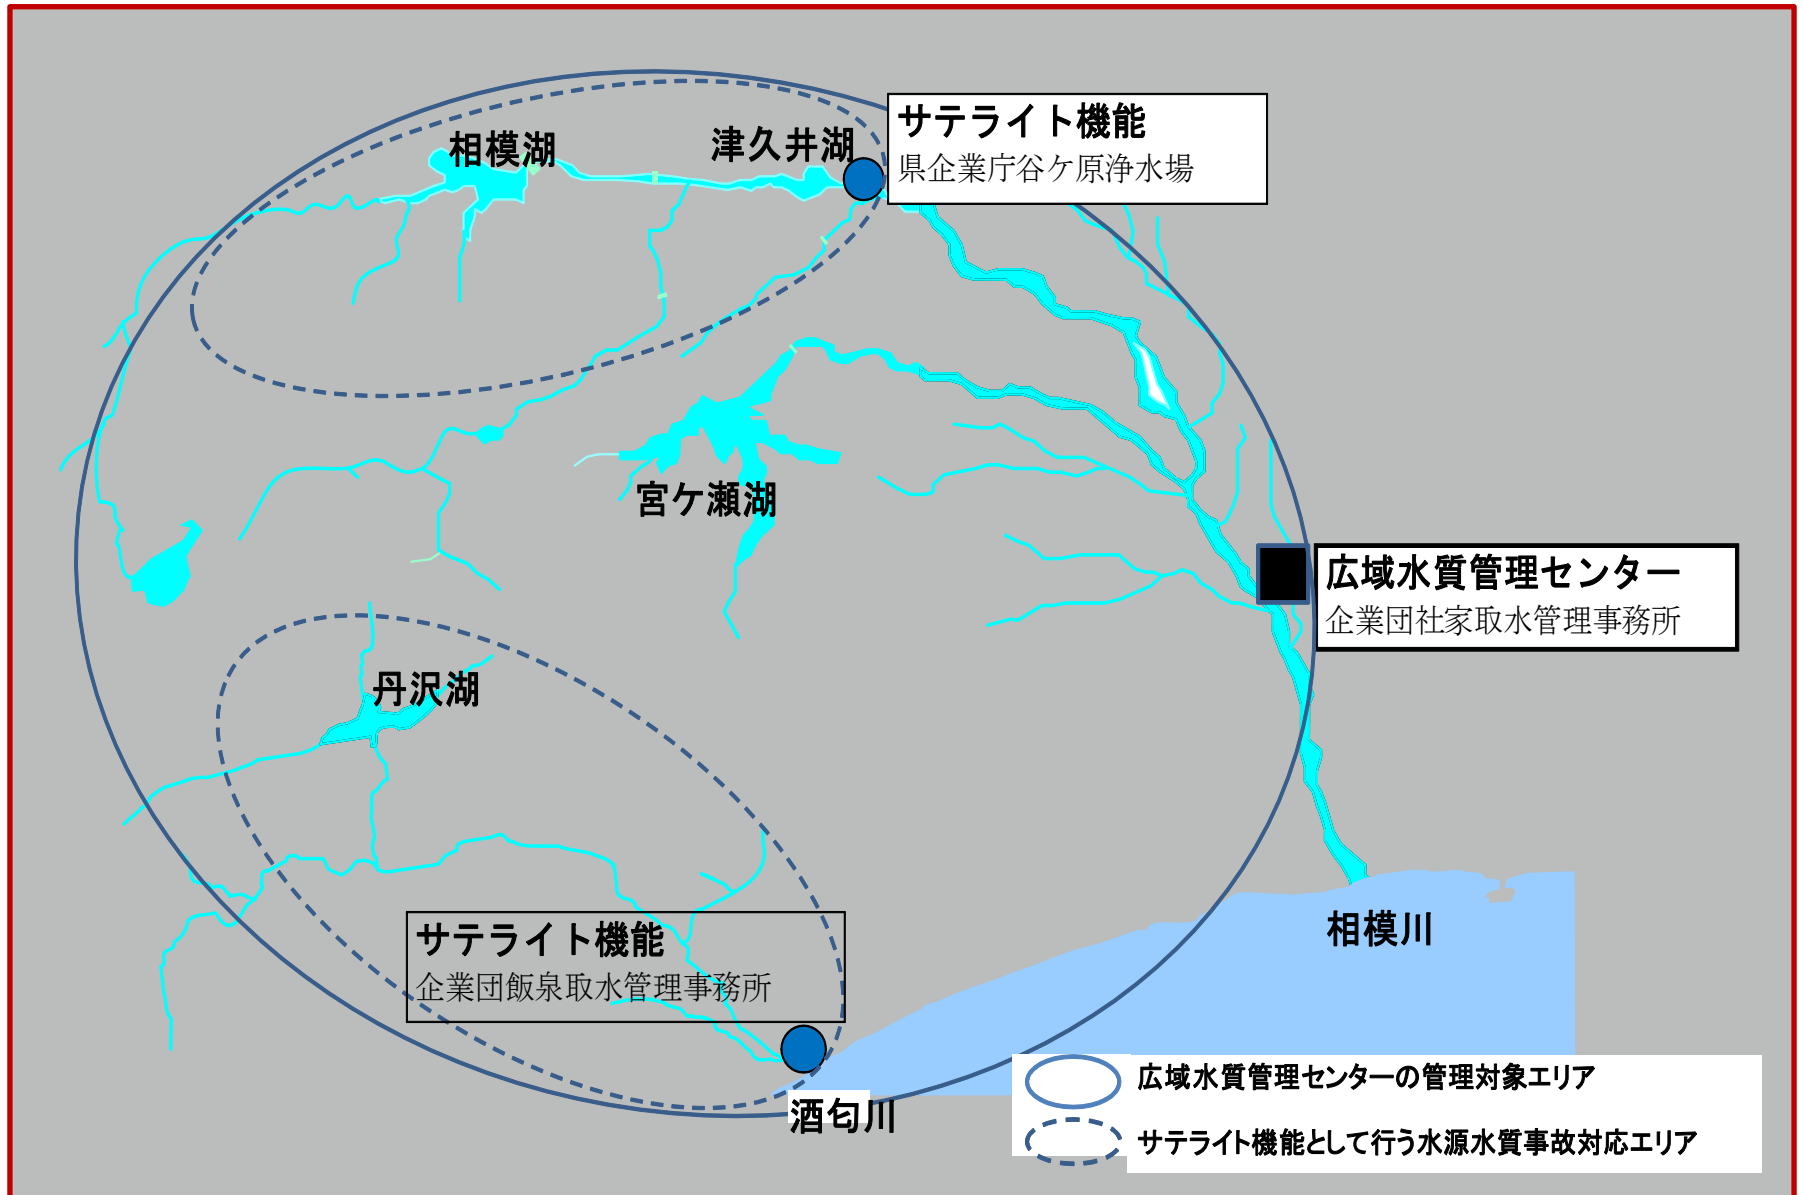 サテライト機能
県企業庁谷ケ原浄水場
相模湖
津久井湖
宮ケ瀬湖
広域水質管理センター
企業団社家取水管理事務所
丹沢湖
サテライト機能
企業団飯泉取水管理事務所
相模川
酒匂川
広域水質管理センターの管理対象エリア
サテライト機能として行う水源水質事故対応エリア